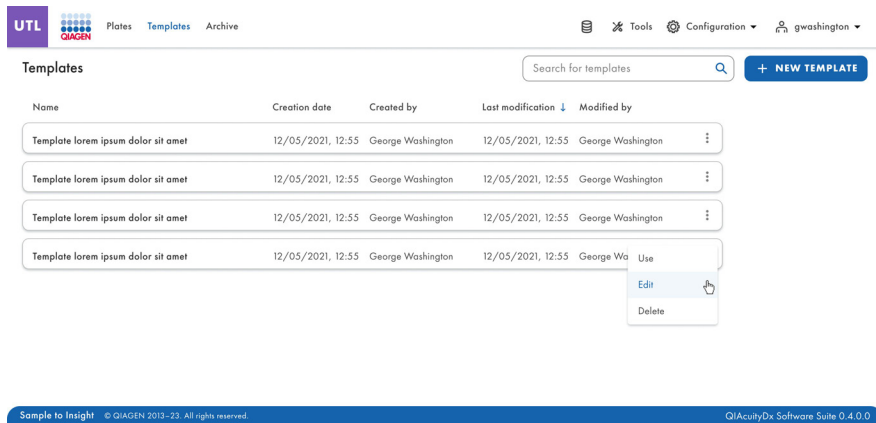 UTL QIAGEN Plates Templates Archive Tools Configuration gwashington
Templates Search for templates + NEW TEMPLATE
Name Creation date Created by Last modification ↓ Modified by
Template lorem ipsum dolor sit amet 12/05/2021, 12:55 George Washington 12/05/2021, 12:55 George Washington
Template lorem ipsum dolor sit amet 12/05/2021, 12:55 George Washington 12/05/2021, 12:55 George Washington
Template lorem ipsum dolor sit amet 12/05/2021, 12:55 George Washington 12/05/2021, 12:55 George Washington
Template lorem ipsum dolor sit amet 12/05/2021, 12:55 George Washington 12/05/2021, 12:55 George Wa
Use
Edit
Delete
Sample to Insight © QIAGEN 2013–23. All rights reserved. QIAcuityDx Software Suite 0.4.0.0